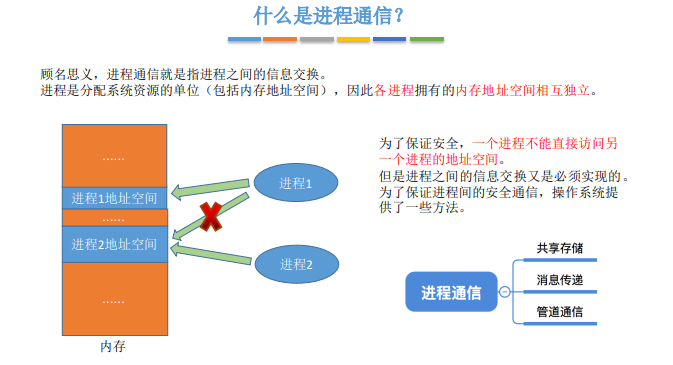 什么是进程通信？
顾名思义，进程通信就是指进程之间的信息交换。
进程是分配系统资源的单位（包括内存地址空间），因此各进程拥有的内存地址空间相互独立。
......
进程1地址空间
......
进程2地址空间
......
内存
进程1
进程2
为了保证安全，一个进程不能直接访问另
一个进程的地址空间。
但是进程之间的信息交换又是必须实现的。
为了保证进程间的安全通信，操作系统提
供了一些方法。
进程通信
共享存储
消息传递
管道通信